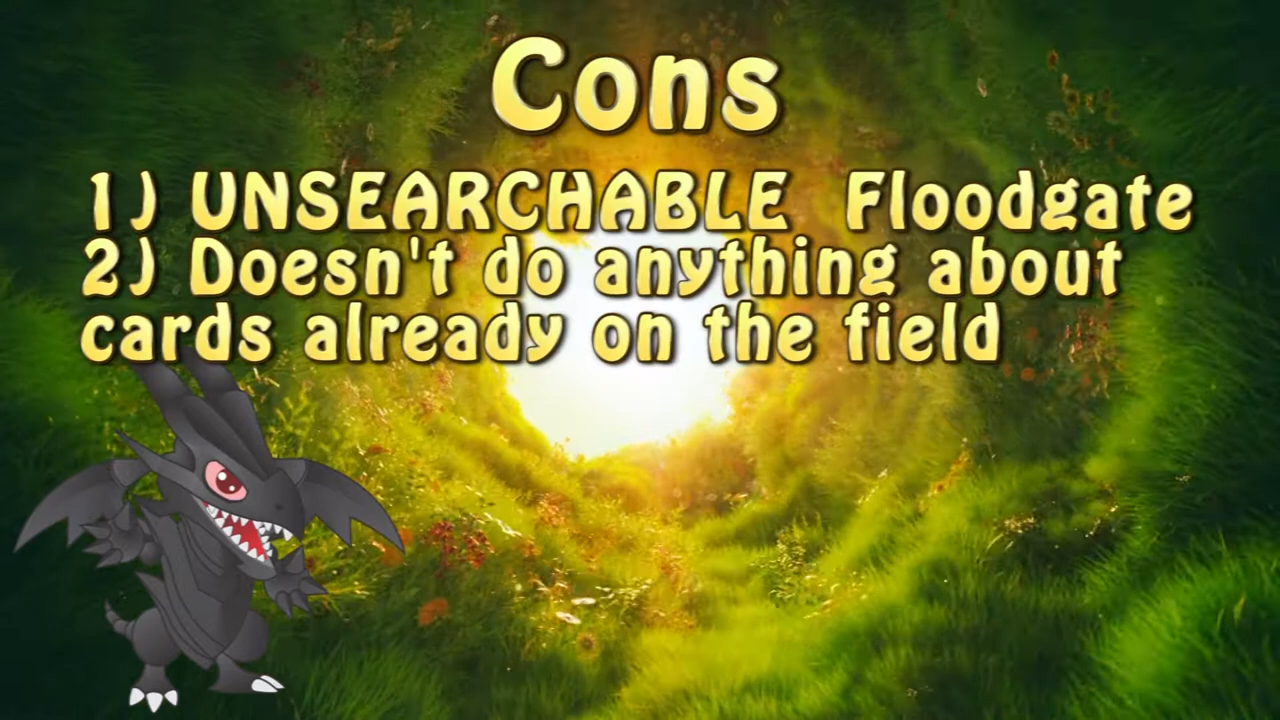 Cons
1) UNSEARCHABLE Floodgate
2) Doesn't do anything about
cards already on the field